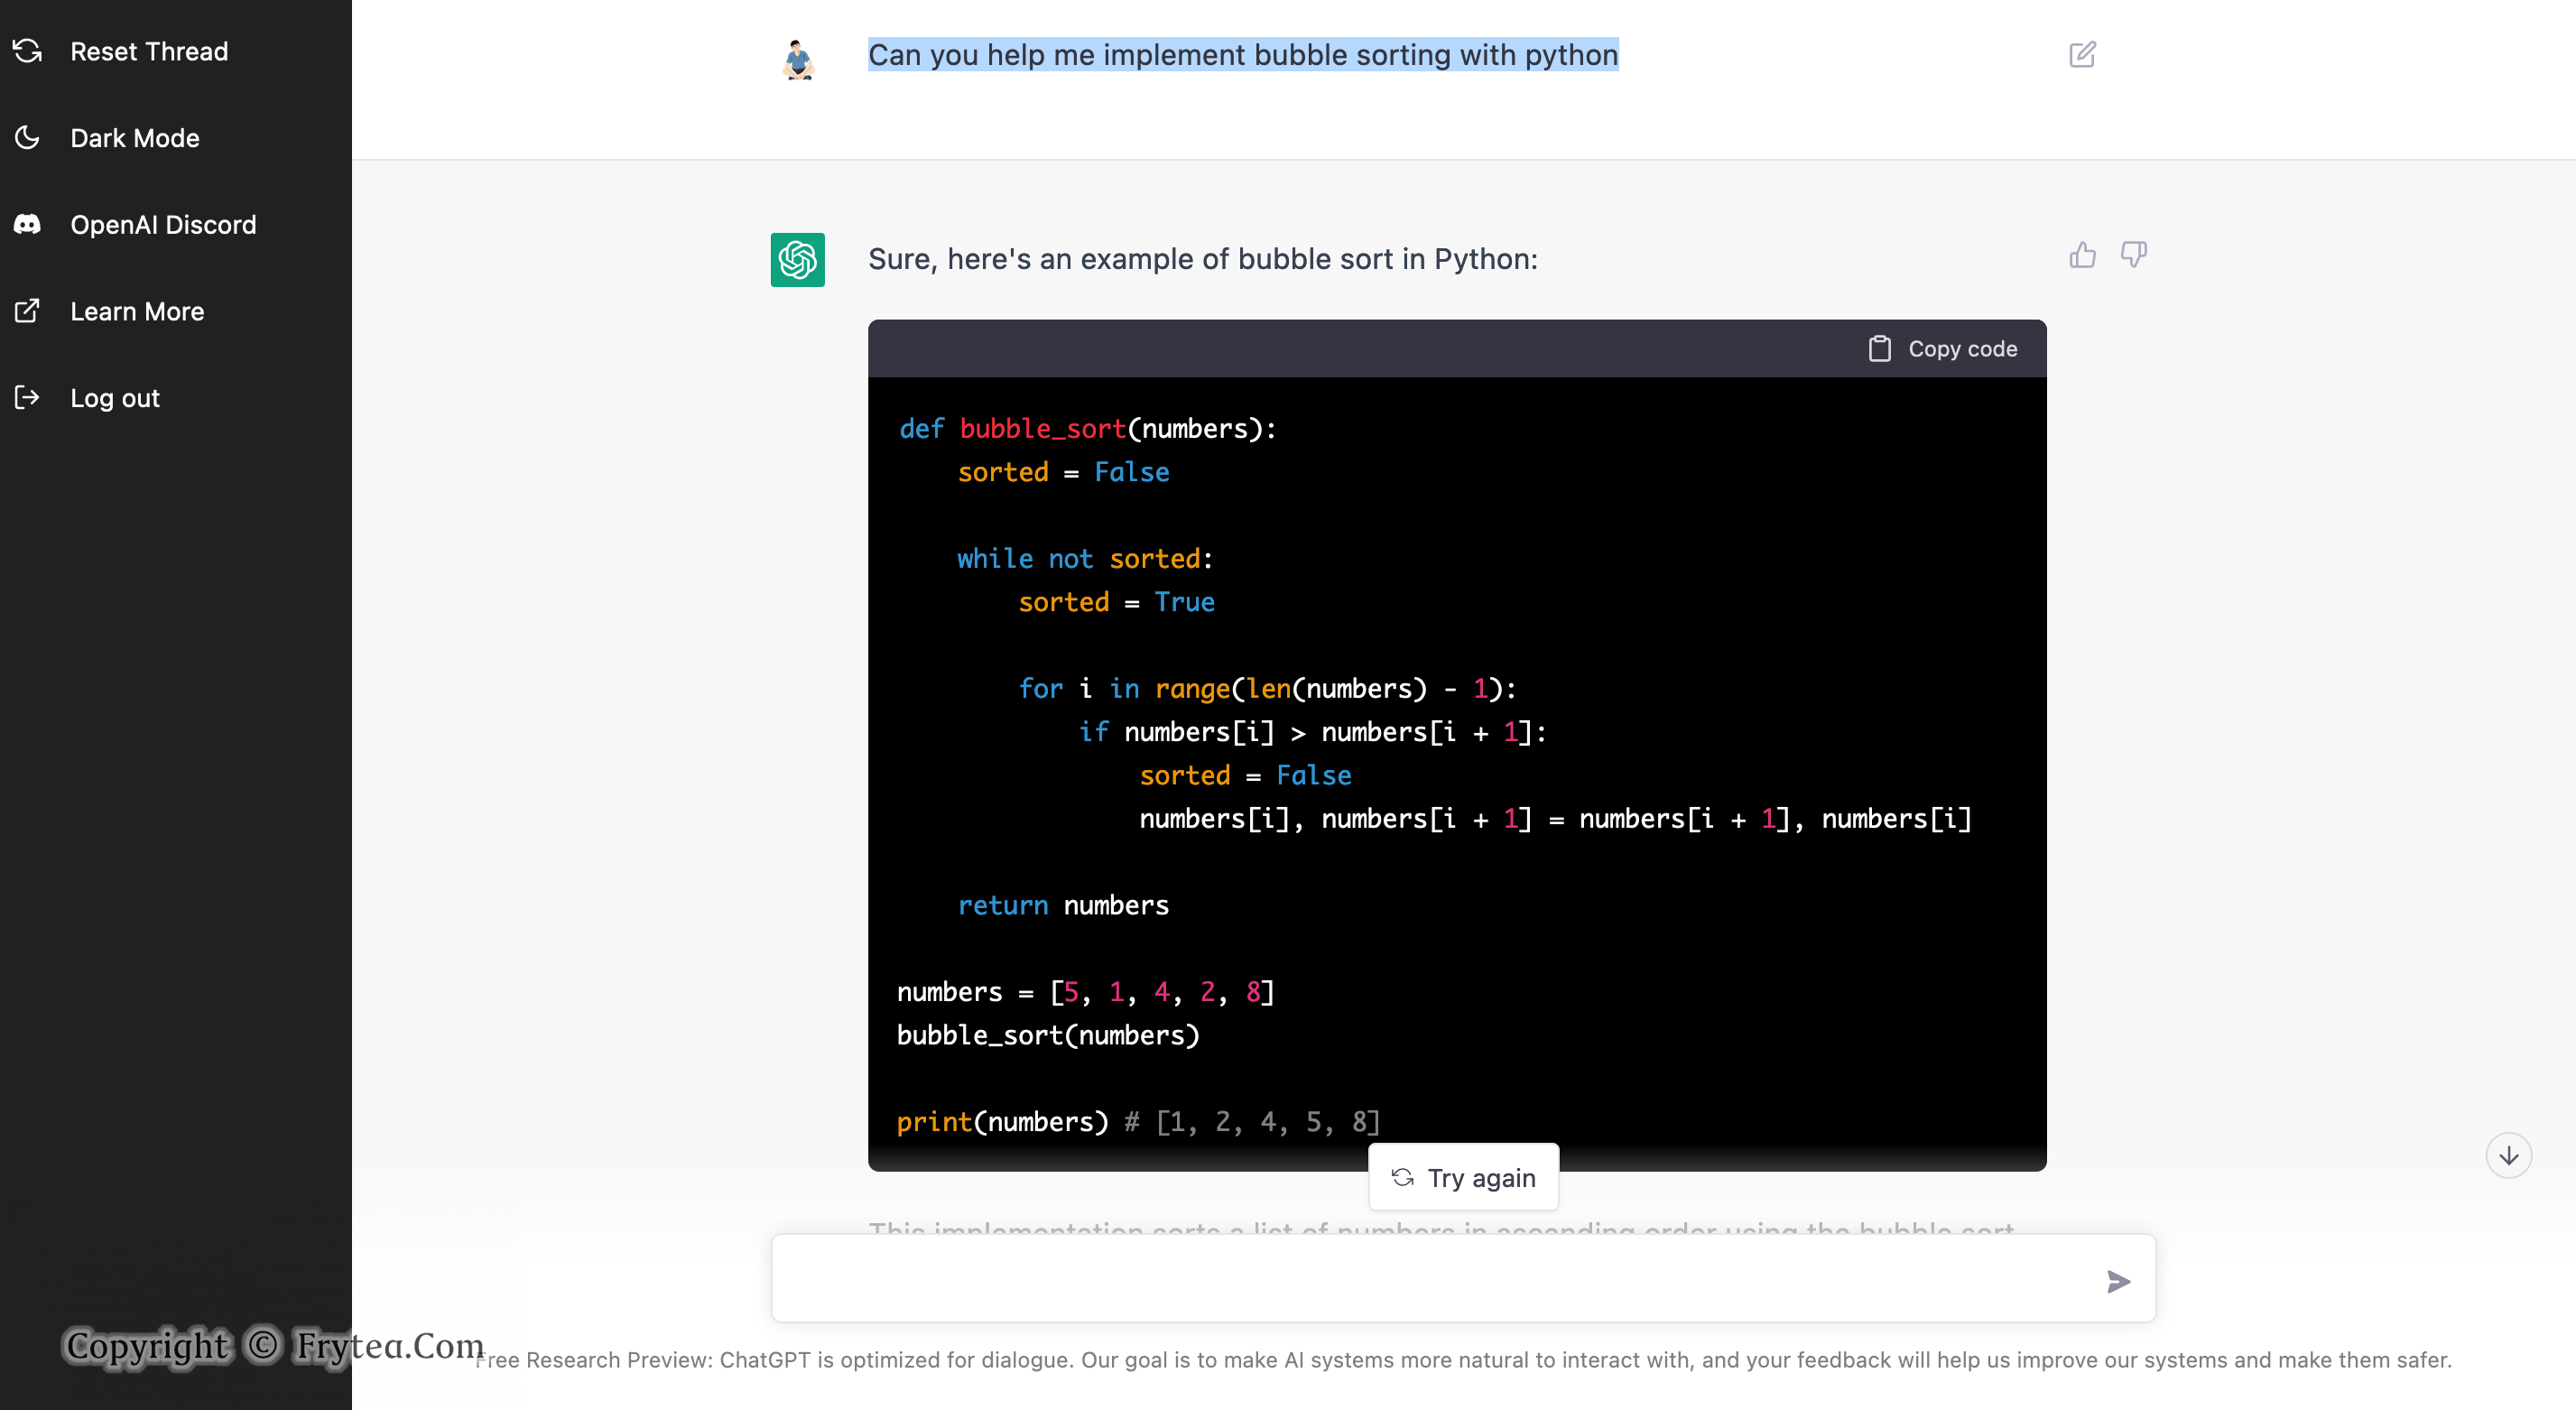 Reset Thread
Dark Mode
OpenAI Discord
Learn More
Log out
Can you help me implement bubble sorting with python
Sure, here's an example of bubble sort in Python:
Copy code
def bubble_sort(numbers):
    sorted = False
    while not sorted:
        sorted = True
        for i in range(len(numbers) - 1):
            if numbers[i] > numbers[i + 1]:
                sorted = False
                numbers[i], numbers[i + 1] = numbers[i + 1], numbers[i]
    return numbers
numbers = [5, 1, 4, 2, 8]
bubble_sort(numbers)
print(numbers) # [1, 2, 4, 5, 8]
Try again
This implementation sorts a list of numbers in ascending order using the bubble sort
Copyright © Frytea.Com
Free Research Preview: ChatGPT is optimized for dialogue. Our goal is to make AI systems more natural to interact with, and your feedback will help us improve our systems and make them safer.